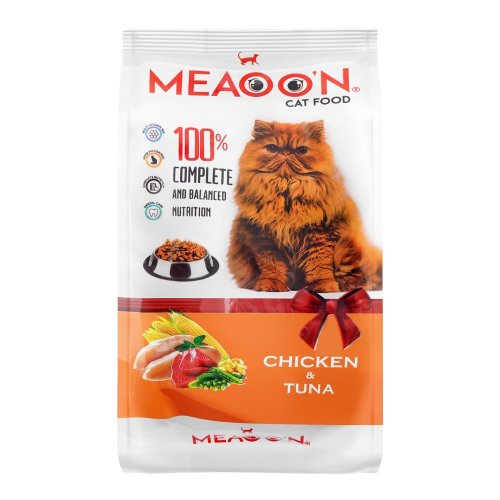 MEAOO'N®
CAT FOOD
100%
COMPLETE
AND BALANCED
NUTRITION
CHICKEN
&
TUNA
MEAOO'N®